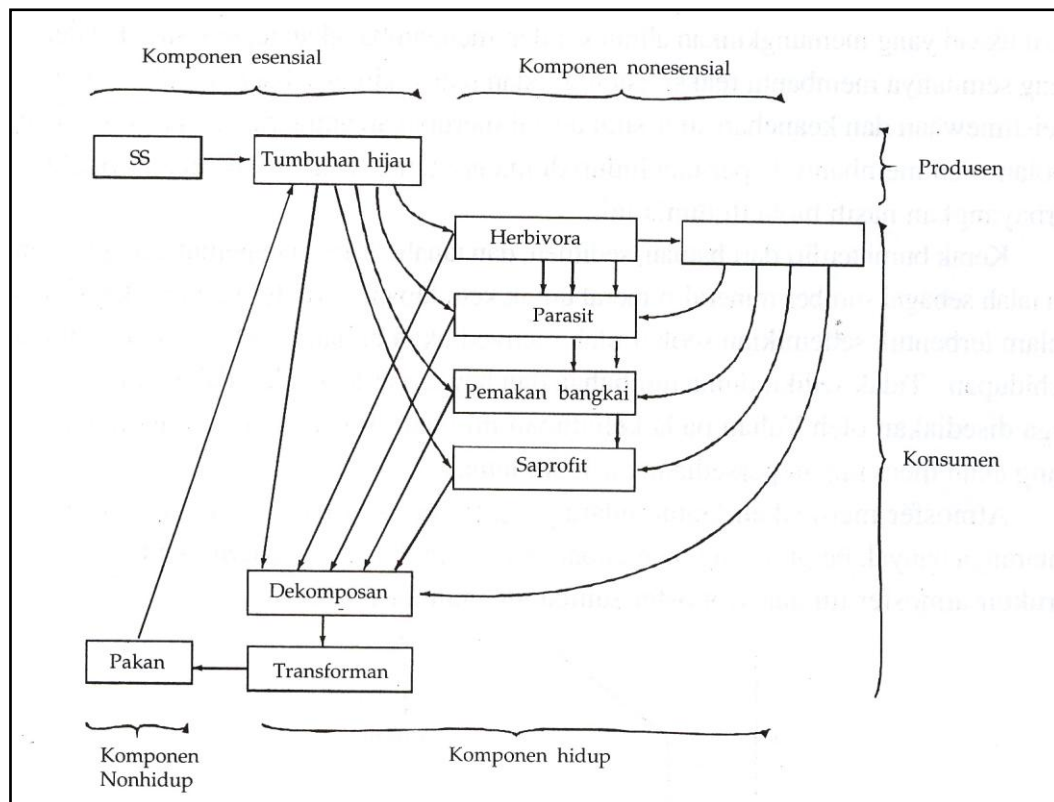 Komponen esensial
Komponen nonesensial
SS
Tumbuhan hijau
Produsen
Herbivora
Parasit
Pemakan bangkai
Saprofit
Konsumen
Dekomposan
Pakan
Transforman
Komponen
Nonhidup
Komponen hidup